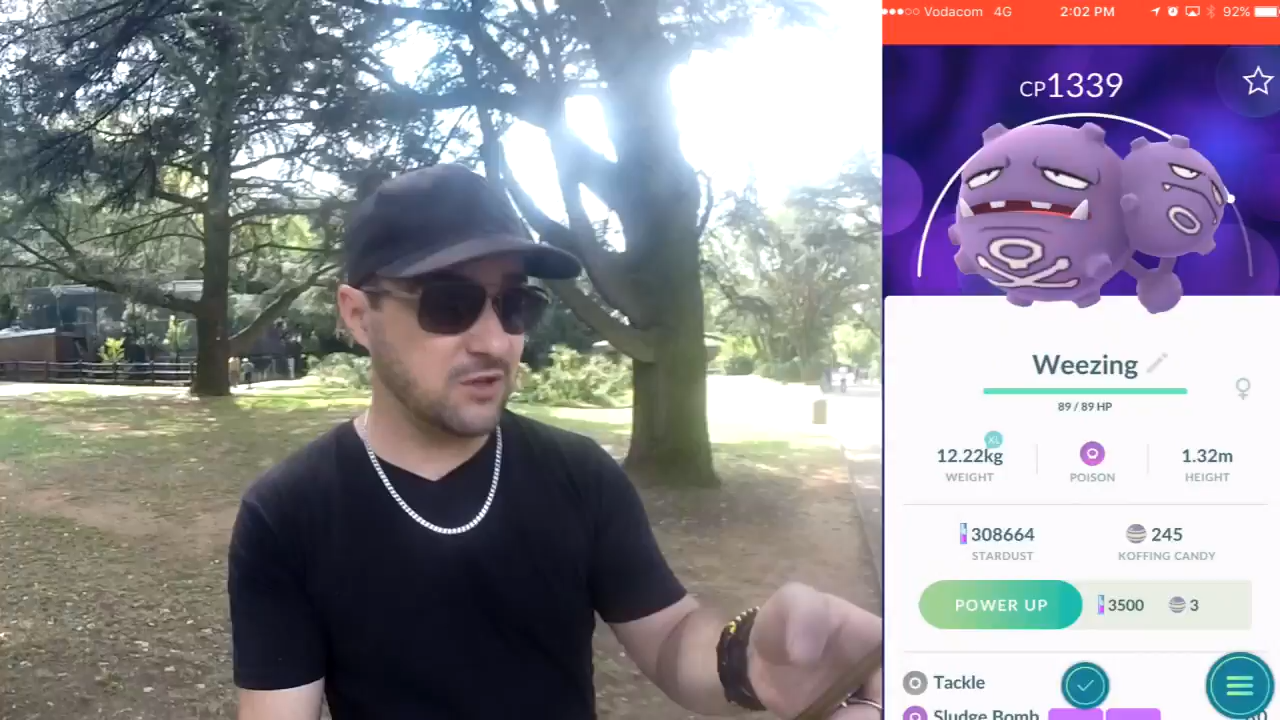 Vodacom 4G 2:02 PM 92%
CP1339
Weezing
89 / 89 HP
XL
12.22kg 1.32m
WEIGHT POISON HEIGHT
308664 245
STARDUST KOFFING CANDY
POWER UP 3500 3
Tackle
Sludge Bomb